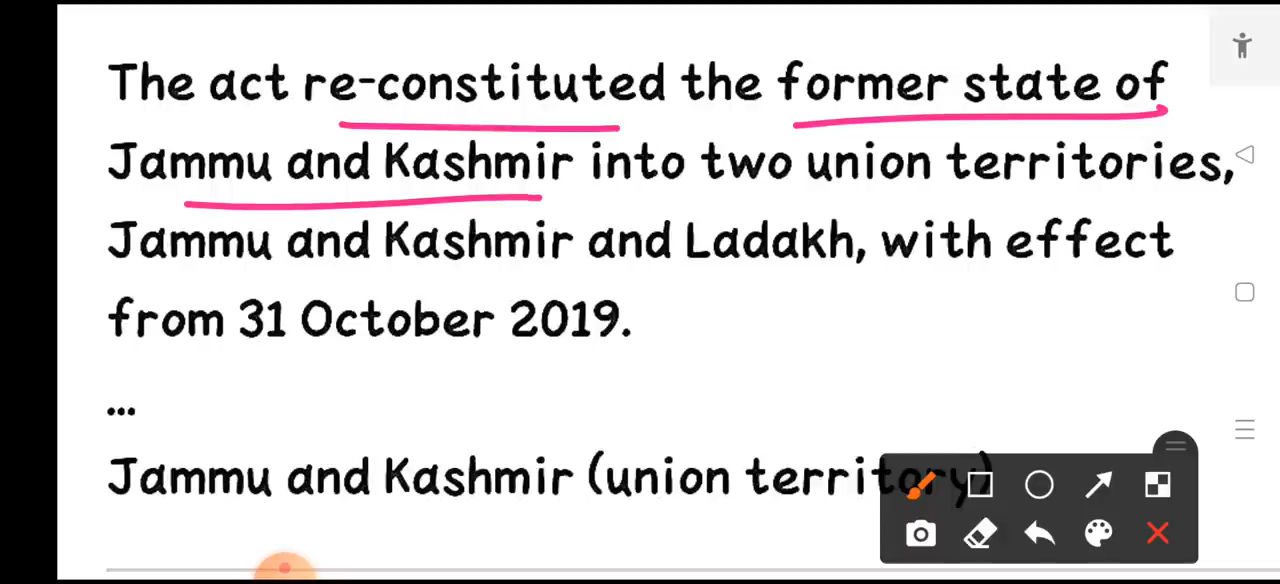 The act re-constituted the former state of
Jammu and Kashmir into two union territories,
Jammu and Kashmir and Ladakh, with effect
from 31 October 2019.
...
Jammu and Kashmir (union territory)